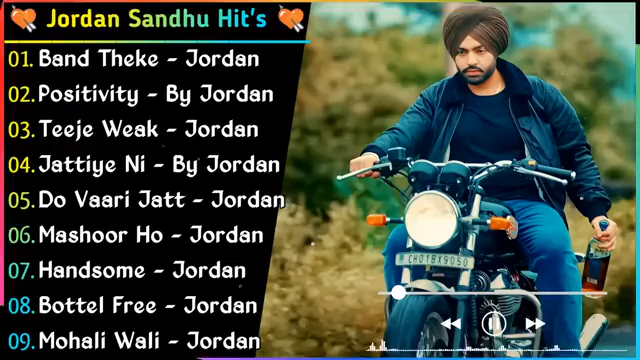 Jordan Sandhu Hit's
01. Band Theke - Jordan
02. Positivity - By Jordan
03. Teeje Weak - Jordan
04. Jattiye Ni - By Jordan
05. Do Vaari Jatt - Jordan
06. Mashoor Ho - Jordan
07. Handsome - Jordan
08. Bottel Free - Jordan
09. Mohali Wali - Jordan
CH01BX9050